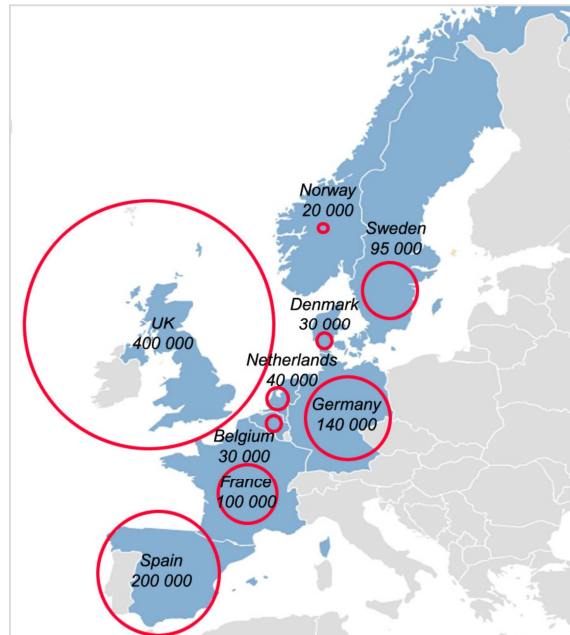 Norway
20 000
Sweden
95 000
Denmark
30 000
UK
400 000
Netherlands
40 000
Germany
140 000
Belgium
30 000
France
100 000
Spain
200 000